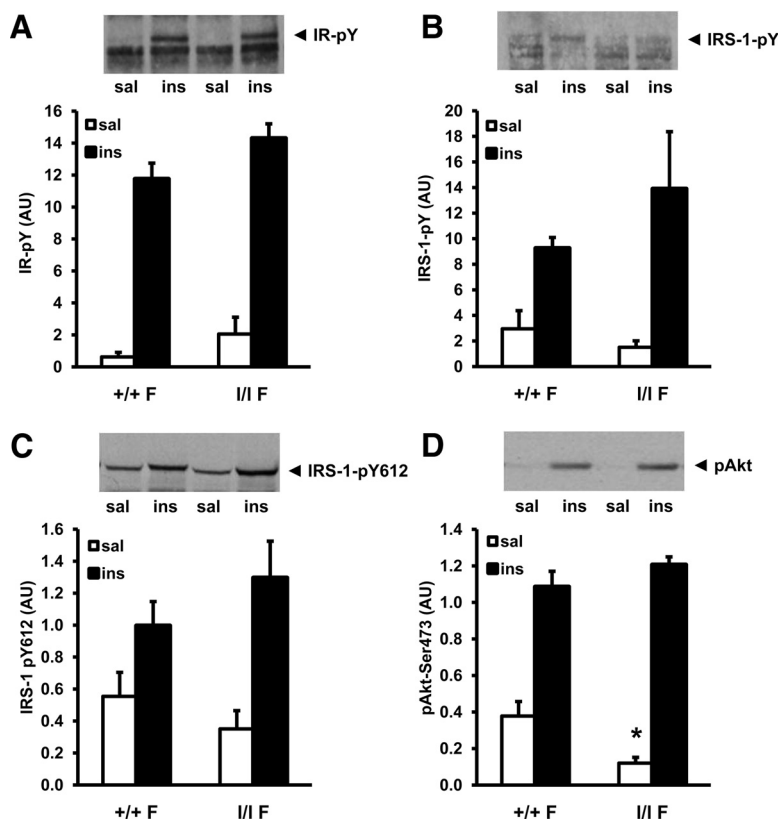 A
◄ IR-pY
sal ins sal ins
16
14
12
10
8
6
4
2
0
IR-pY (AU)
sal
ins
+/+ F I/I F
B
◄ IRS-1-pY
sal ins sal ins
20
18
16
14
12
10
8
6
4
2
0
IRS-1-pY (AU)
sal
ins
+/+ F I/I F
C
◄ IRS-1-pY612
sal ins sal ins
1.6
1.4
1.2
1.0
0.8
0.6
0.4
0.2
0.0
IRS-1 pY612 (AU)
sal
ins
+/+ F I/I F
D
◄ pAkt
sal ins sal ins
1.4
1.2
1.0
0.8
0.6
0.4
0.2
0.0
pAkt-Ser473 (AU)
sal
ins
*
+/+ F I/I F